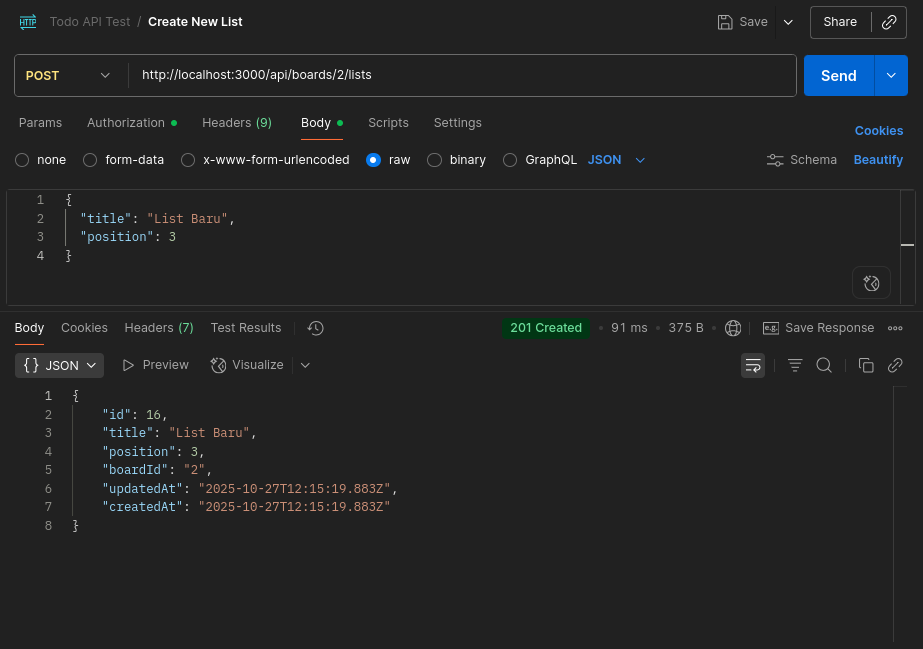 HTTP Todo API Test / Create New List Save Share
POST http://localhost:3000/api/boards/2/lists Send
Params Authorization Headers (9) Body Scripts Settings Cookies
none form-data x-www-form-urlencoded raw binary GraphQL JSON Schema Beautify
1 {
2 "title": "List Baru",
3 "position": 3
4 }
Body Cookies Headers (7) Test Results 201 Created 91 ms 375 B e.g. Save Response
{} JSON Preview Visualize
1 {
2 "id": 16,
3 "title": "List Baru",
4 "position": 3,
5 "boardId": "2",
6 "updatedAt": "2025-10-27T12:15:19.883Z",
7 "createdAt": "2025-10-27T12:15:19.883Z"
8 }